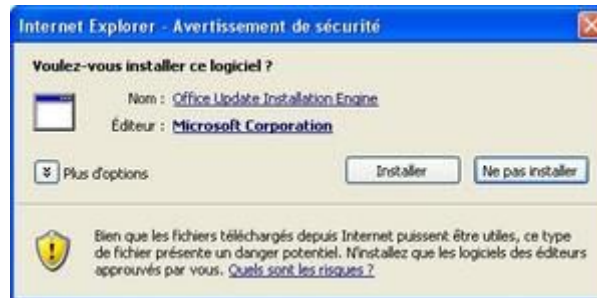 Internet Explorer - Avertissement de sécurité
Voulez-vous installer ce logiciel ?
Nom : Office Update Installation Engine
Éditeur : Microsoft Corporation
Plus d'options Installer Ne pas installer
Bien que les fichiers téléchargés depuis Internet puissent être utiles, ce type
de fichier présente un danger potentiel. N'installez que les logiciels des éditeurs
approuvés par vous. Quels sont les risques ?